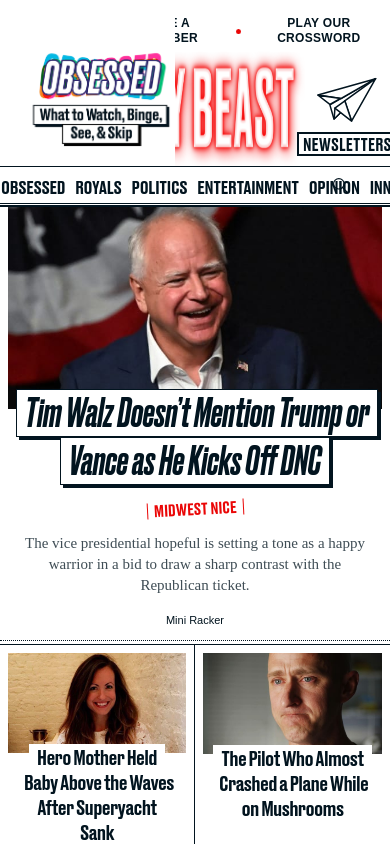 E A
BER
PLAY OUR
CROSSWORD
OBSESSED
What to Watch, Binge,
See, & Skip
Y BEAST
NEWSLETTERS
OBSESSED ROYALS POLITICS ENTERTAINMENT OPINION INN
Tim Walz Doesn’t Mention Trump or
Vance as He Kicks Off DNC
MIDWEST NICE
The vice presidential hopeful is setting a tone as a happy
warrior in a bid to draw a sharp contrast with the
Republican ticket.
Mini Racker
Hero Mother Held
Baby Above the Waves
After Superyacht
Sank
The Pilot Who Almost
Crashed a Plane While
on Mushrooms